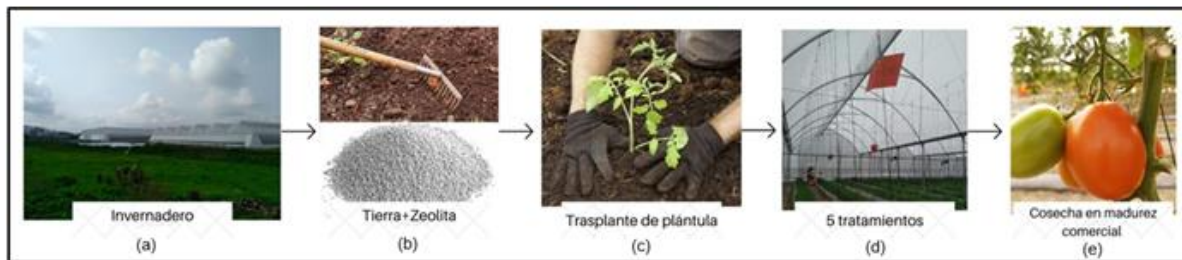 Invernadero
(a)
Tierra+Zeolita
(b)
Trasplante de plántula
(c)
5 tratamientos
(d)
Cosecha en madurez
comercial
(e)